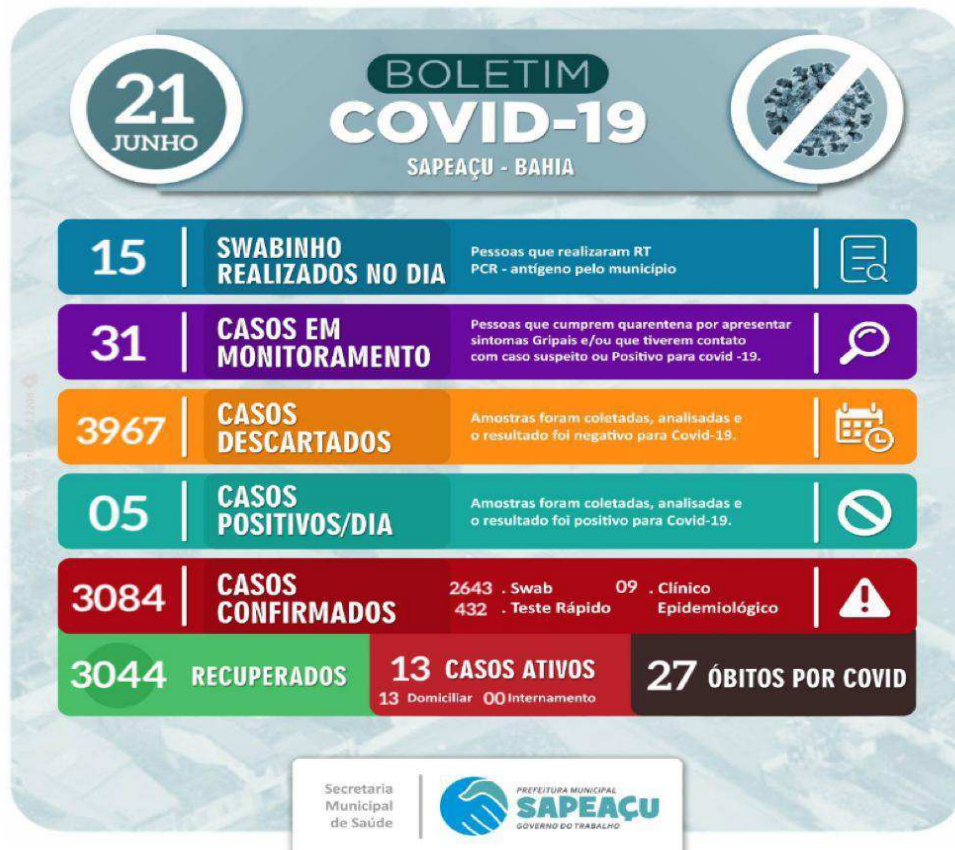 21
JUNHO
BOLETIM
COVID-19
SAPEAÇU - BAHIA
15
SWABINHO
REALIZADOS NO DIA
Pessoas que realizaram RT
PCR - antígeno pelo município
31
CASOS EM
MONITORAMENTO
Pessoas que cumprem quarentena por apresentar
sintomas Gripais e/ou que tiverem contato
com caso suspeito ou Positivo para covid -19.
3967
CASOS
DESCARTADOS
Amostras foram coletadas, analisadas e
o resultado foi negativo para Covid-19.
05
CASOS
POSITIVOS/DIA
Amostras foram coletadas, analisadas e
o resultado foi positivo para Covid-19.
3084
CASOS
CONFIRMADOS
2643 . Swab
432 . Teste Rápido
09 . Clínico
Epidemiológico
3044 RECUPERADOS
13 CASOS ATIVOS
13 Domiciliar 00 Internamento
27 ÓBITOS POR COVID
Secretaria
Municipal
de Saúde
PREFEITURA MUNICIPAL
SAPEAÇU
GOVERNO DO TRABALHO